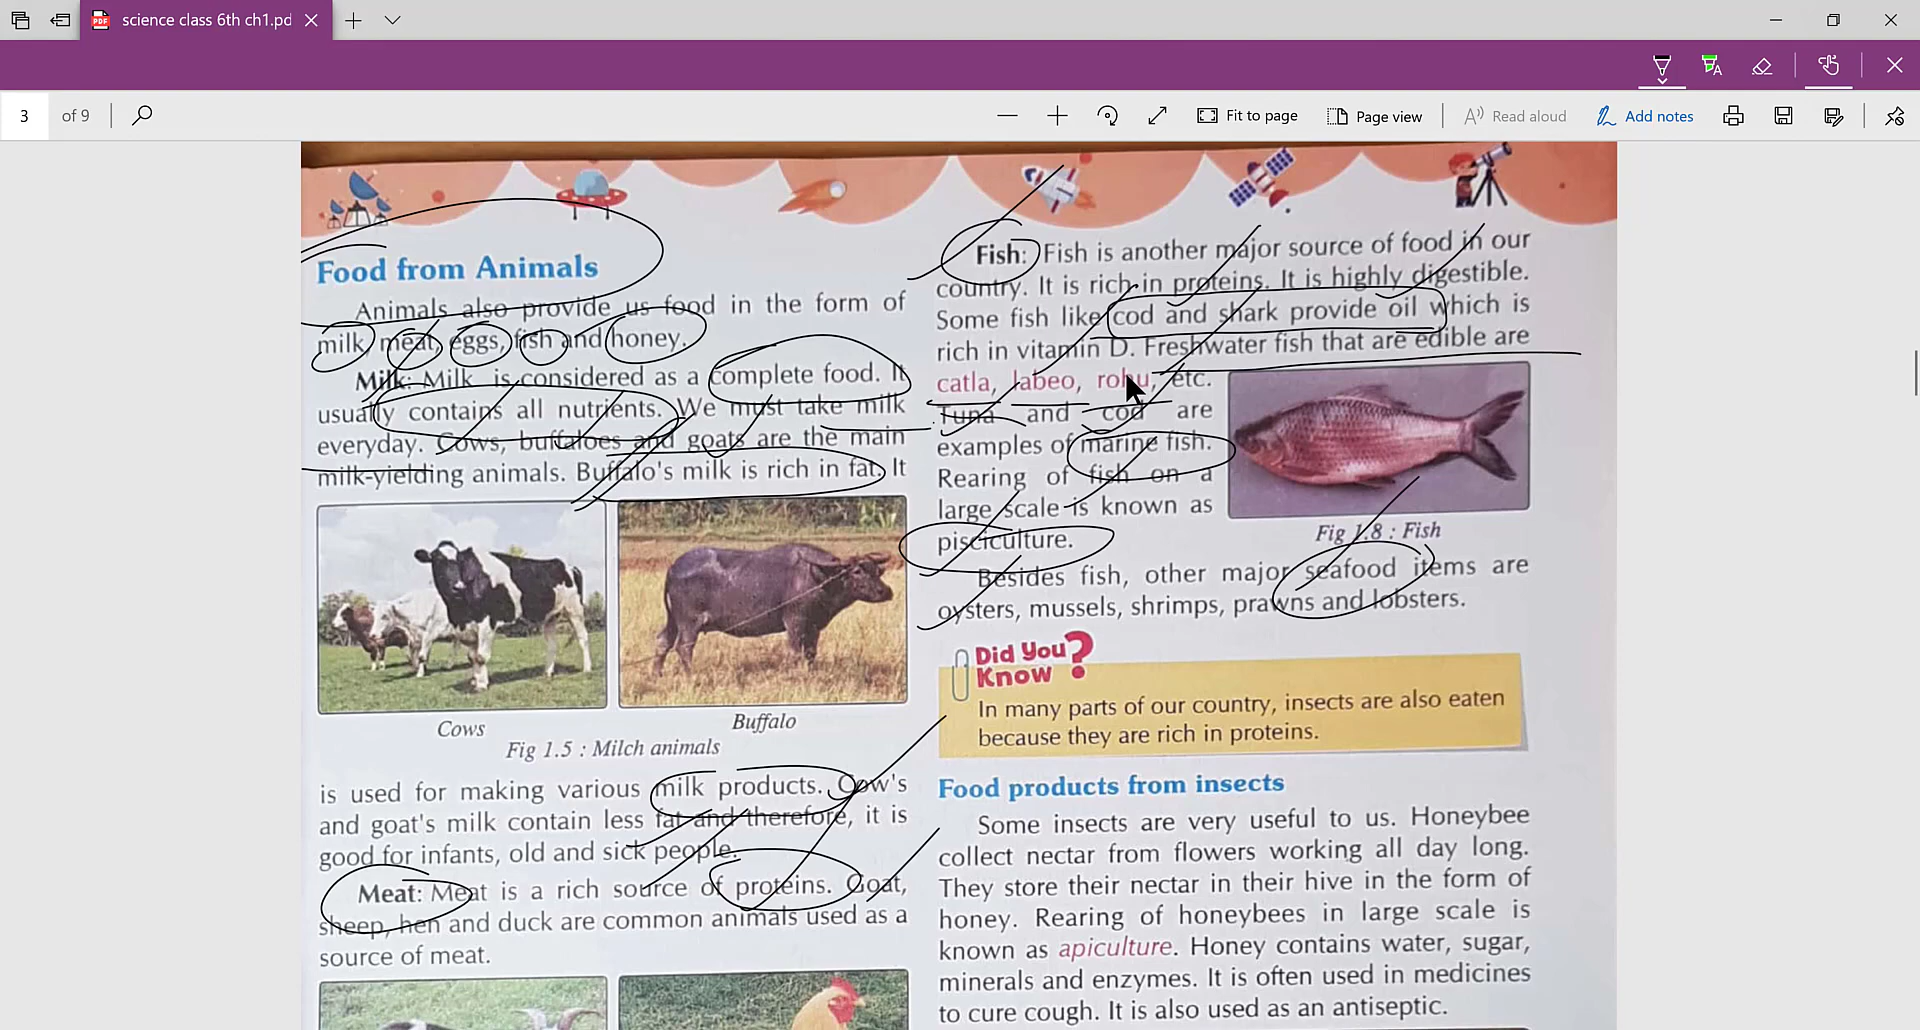 science class 6th ch1.pd
3 of 9
Fit to page
Page view
Read aloud
Add notes
Food from Animals
Animals also provide us food in the form of
milk, meat, eggs, fish and honey.
Milk: Milk is considered as a complete food. It
usually contains all nutrients. We must take milk
everyday. Cows, buffaloes and goats are the main
milk-yielding animals. Buffalo's milk is rich in fat. It
Cows
Buffalo
Fig 1.5 : Milch animals
is used for making various milk products. Cow's
and goat's milk contain less fat and therefore, it is
good for infants, old and sick people.
Meat: Meat is a rich source of proteins. Goat,
sheep, hen and duck are common animals used as a
source of meat.
Fish: Fish is another major source of food in our
country. It is rich in proteins. It is highly digestible.
Some fish like cod and shark provide oil which is
rich in vitamin D. Freshwater fish that are edible are
catla, labeo, rohu, etc.
Tuna and cod are
examples of marine fish.
Rearing of fish on a
large scale is known as
pisciculture.
Fig 1.8 : Fish
Besides fish, other major seafood items are
oysters, mussels, shrimps, prawns and lobsters.
Did You
Know ?
In many parts of our country, insects are also eaten
because they are rich in proteins.
Food products from insects
Some insects are very useful to us. Honeybee
collect nectar from flowers working all day long.
They store their nectar in their hive in the form of
honey. Rearing of honeybees in large scale is
known as apiculture. Honey contains water, sugar,
minerals and enzymes. It is often used in medicines
to cure cough. It is also used as an antiseptic.